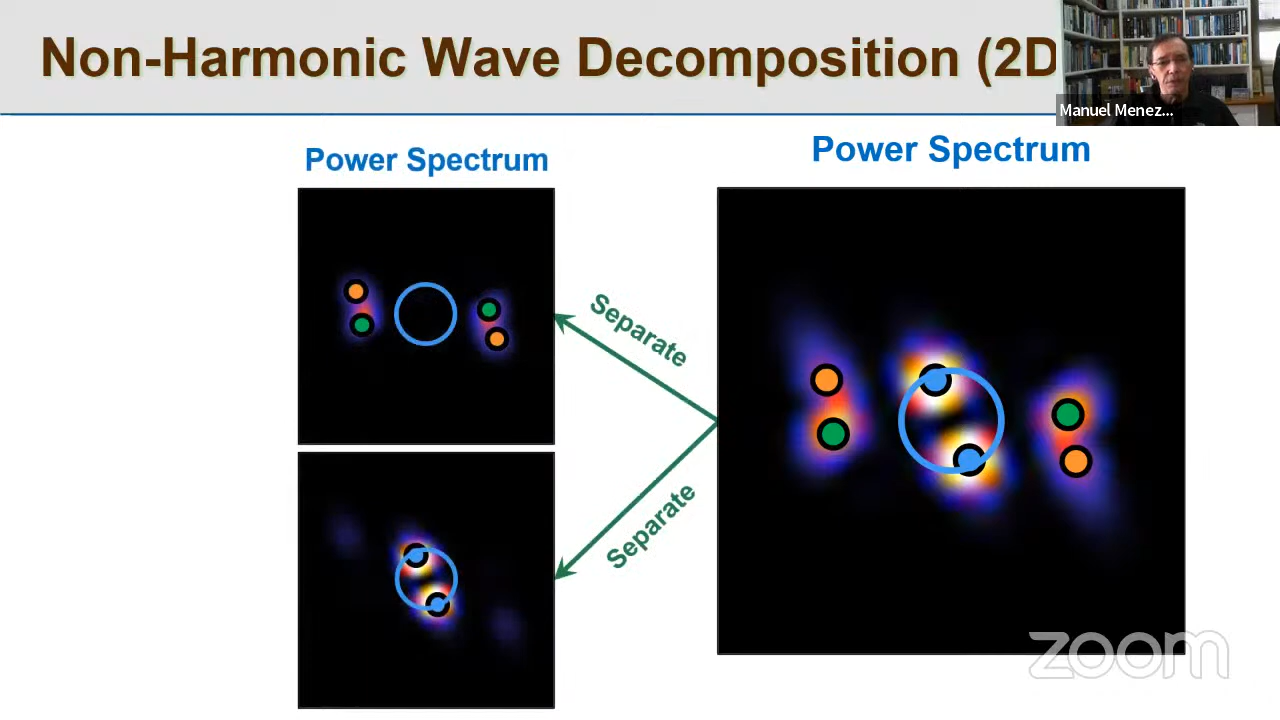 Non-Harmonic Wave Decomposition (2D
Manuel Menez...
Power Spectrum
Power Spectrum
Separate
Separate
zoom